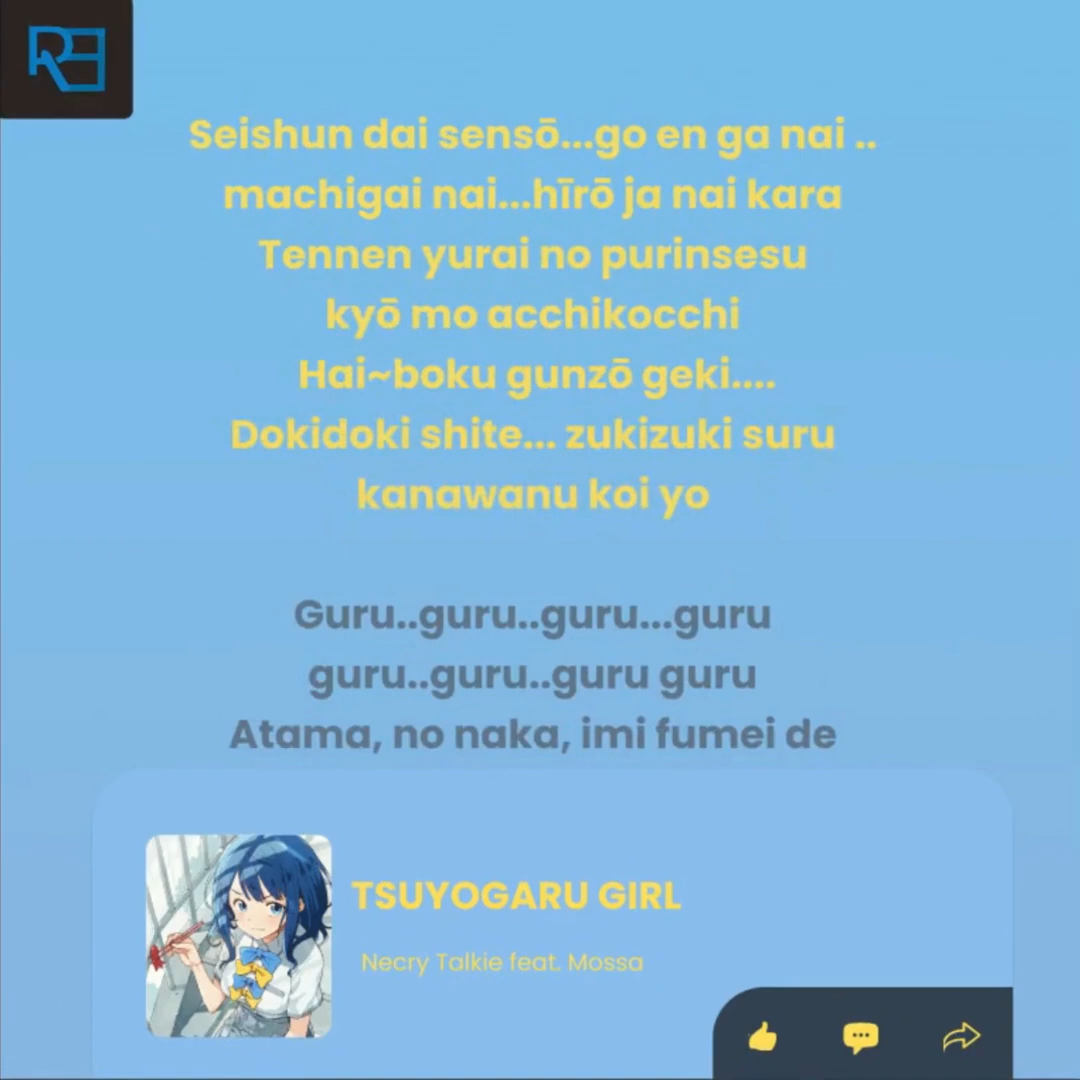 RE
Seishun dai sensō...go en ga nai ..
machigai nai...hīrō ja nai kara
Tennen yurai no purinsesu
kyō mo acchikocchi
Hai~boku gunzō geki....
Dokidoki shite... zukizuki suru
kanawanu koi yo
Guru..guru..guru...guru
guru..guru..guru guru
Atama, no naka, imi fumei de
TSUYOGARU GIRL
Necry Talkie feat. Mossa